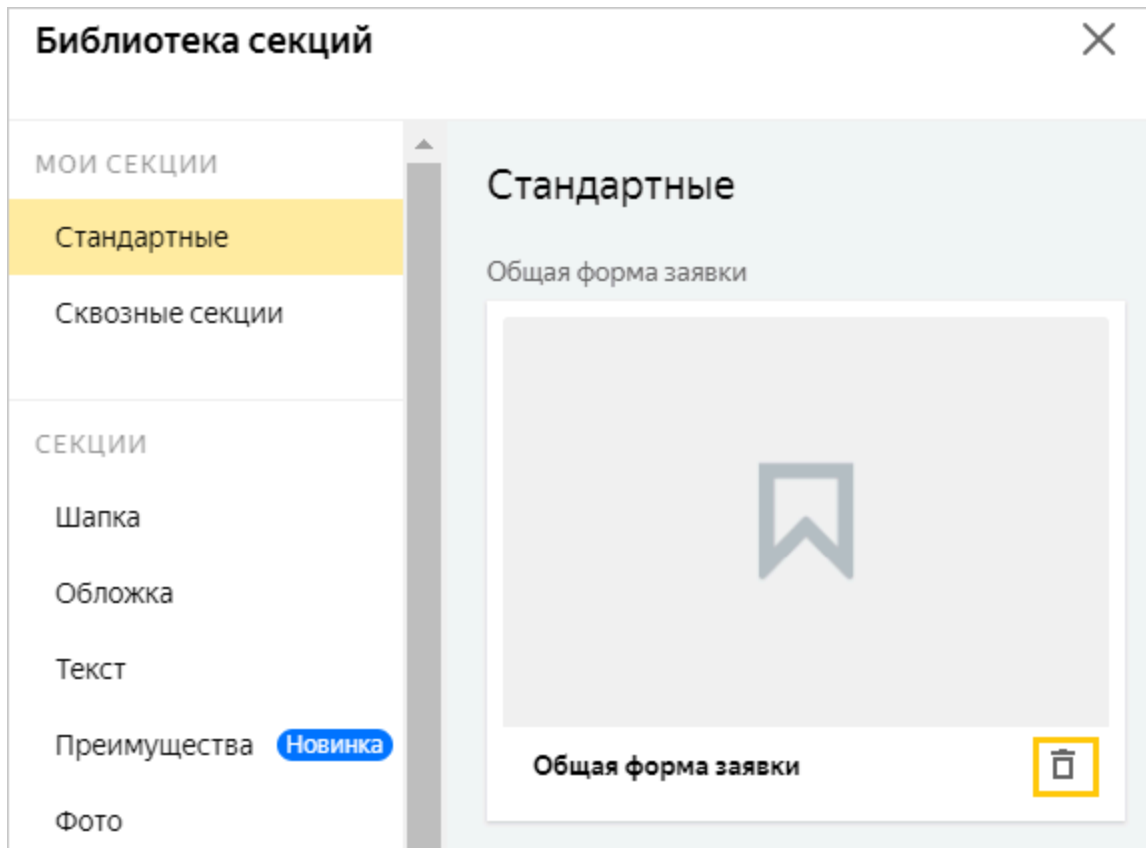 Библиотека секций
МОИ СЕКЦИИ
Стандартные
Сквозные секции
СЕКЦИИ
Шапка
Обложка
Текст
Преимущества Новинка
Фото
Стандартные
Общая форма заявки
Общая форма заявки